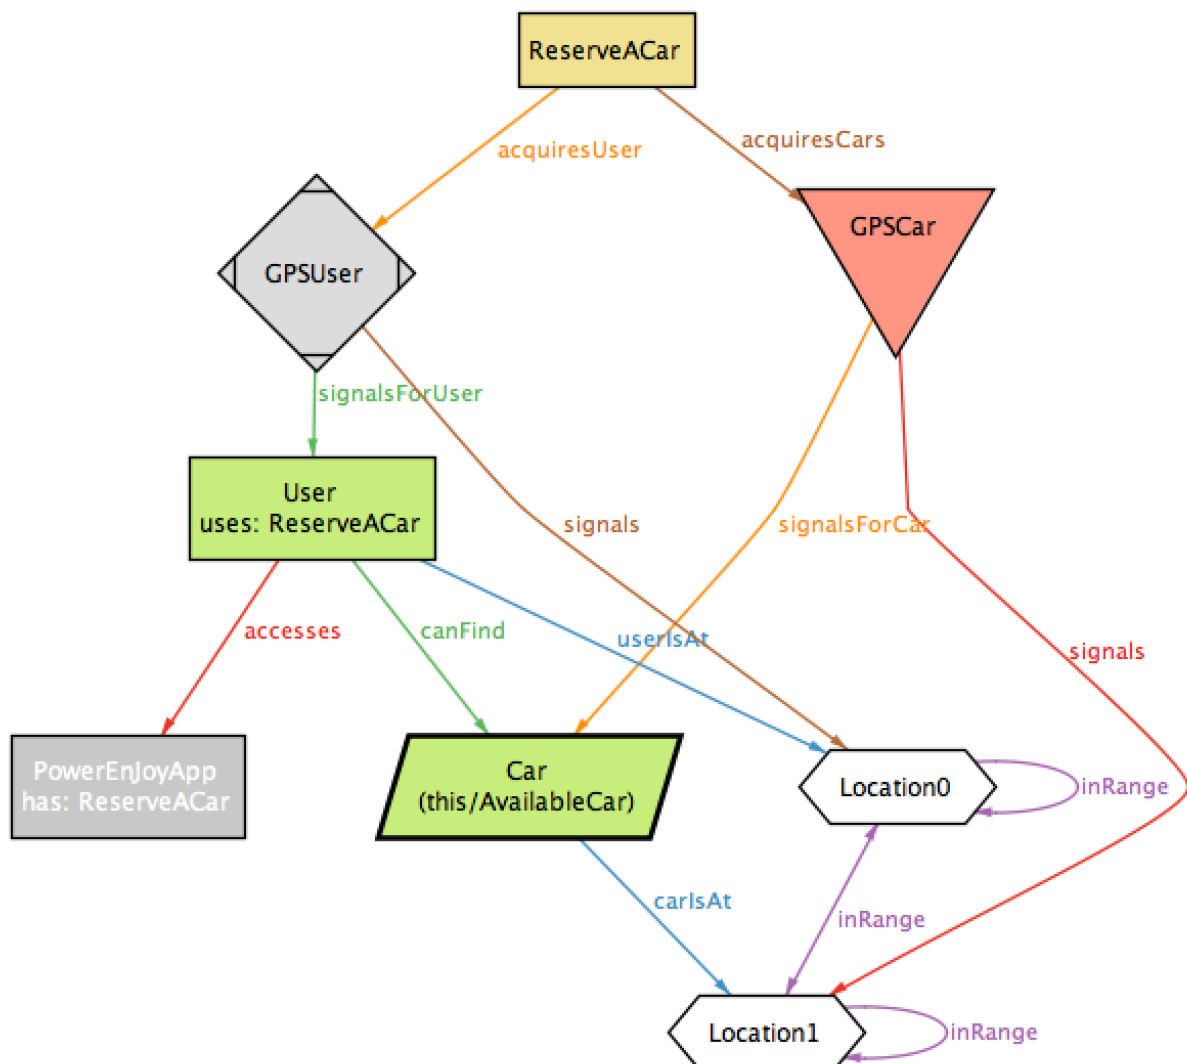 ReserveACar
acquiresUser
acquiresCars
GPSUser
GPSCar
signalsForUser
User
uses: ReserveACar
signals
signalsForCar
accesses
canFind
userIsAt
signals
PowerEnJoyApp
has: ReserveACar
Car
(this/AvailableCar)
Location0
inRange
carIsAt
inRange
Location1
inRange